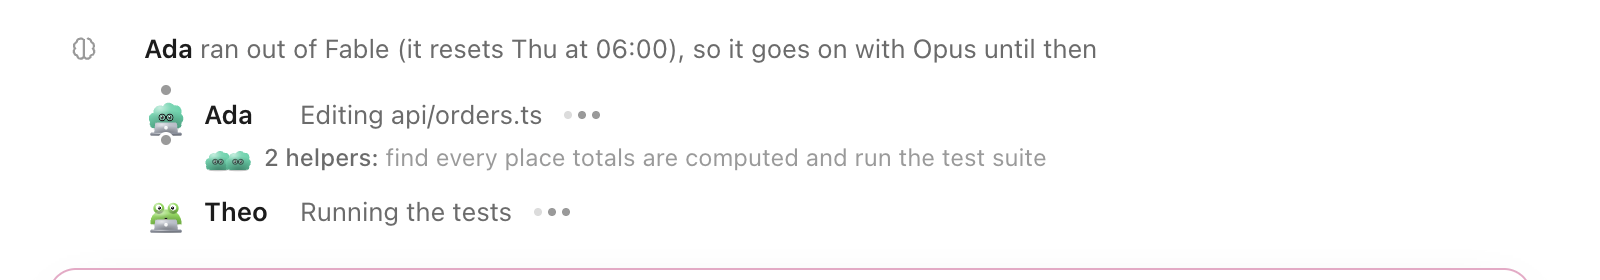 Ada ran out of Fable (it resets Thu at 06:00), so it goes on with Opus until then
Ada Editing api/orders.ts
2 helpers: find every place totals are computed and run the test suite
Theo Running the tests